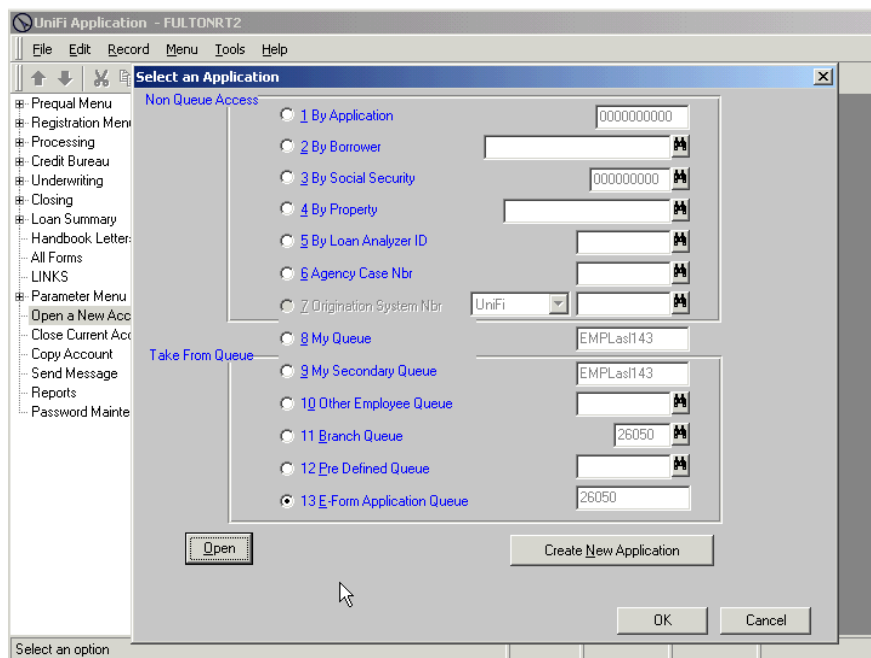 UniFi Application - FULTONRT2
File Edit Record Menu Tools Help
Select an Application
Prequal Menu
Registration Men
Processing
Credit Bureau
Underwriting
Closing
Loan Summary
Handbook Letter
All Forms
LINKS
Parameter Menu
Open a New Acc
Close Current Acc
Copy Account
Send Message
Reports
Password Mainte
Non Queue Access
1 By Application 0000000000
2 By Borrower
3 By Social Security 000000000
4 By Property
5 By Loan Analyzer ID
6 Agency Case Nbr
7 Origination System Nbr UniFi
8 My Queue EMPLasl143
Take From Queue
9 My Secondary Queue EMPLasl143
10 Other Employee Queue
11 Branch Queue 26050
12 Pre Defined Queue
13 E-Form Application Queue 26050
Open Create New Application
OK Cancel
Select an option